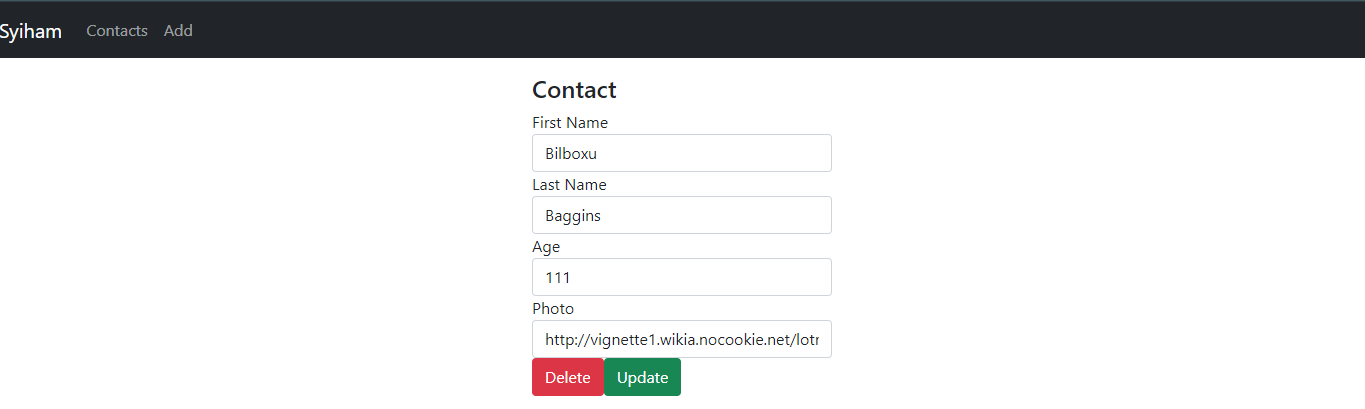 Syiham Contacts Add
Contact
First Name
Bilboxu
Last Name
Baggins
Age
111
Photo
http://vignette1.wikia.nocookie.net/lotr
Delete Update